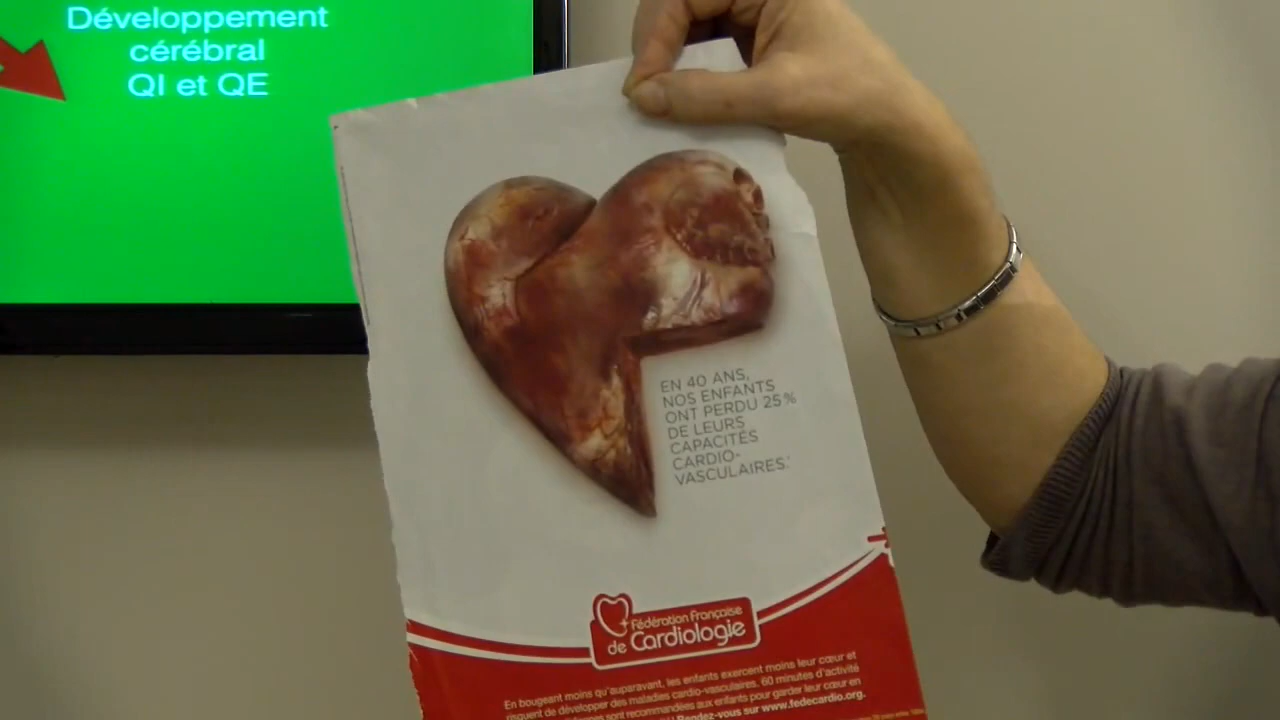 Développement
cérébral
QI et QE
EN 40 ANS,
NOS ENFANTS
ONT PERDU 25 %
DE LEURS
CAPACITÉS
CARDIO-
VASCULAIRES.*
Fédération Française
de Cardiologie
En bougeant moins qu'auparavant, les enfants exercent moins leur cœur et
risquent de développer des maladies cardio-vasculaires. 60 minutes d'activité
sont recommandées aux enfants pour garder leur cœur en
Rendez-vous sur www.fedecardio.org.